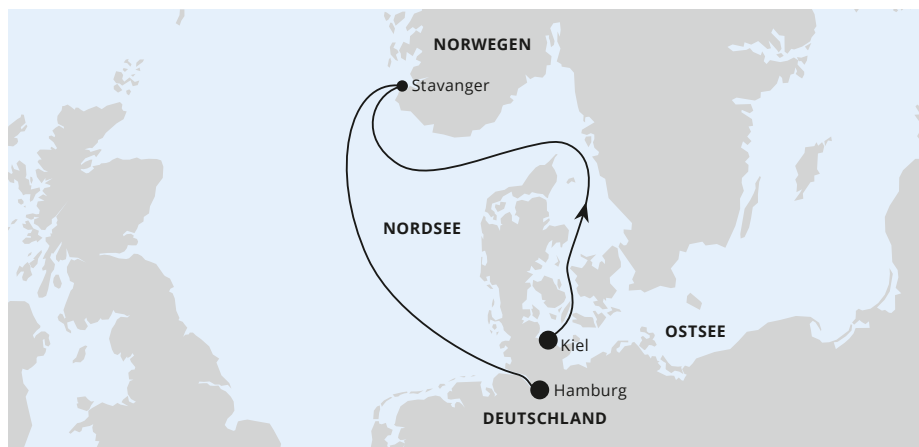 NORWEGEN
Stavanger
NORDSEE
OSTSEE
Kiel
Hamburg
DEUTSCHLAND